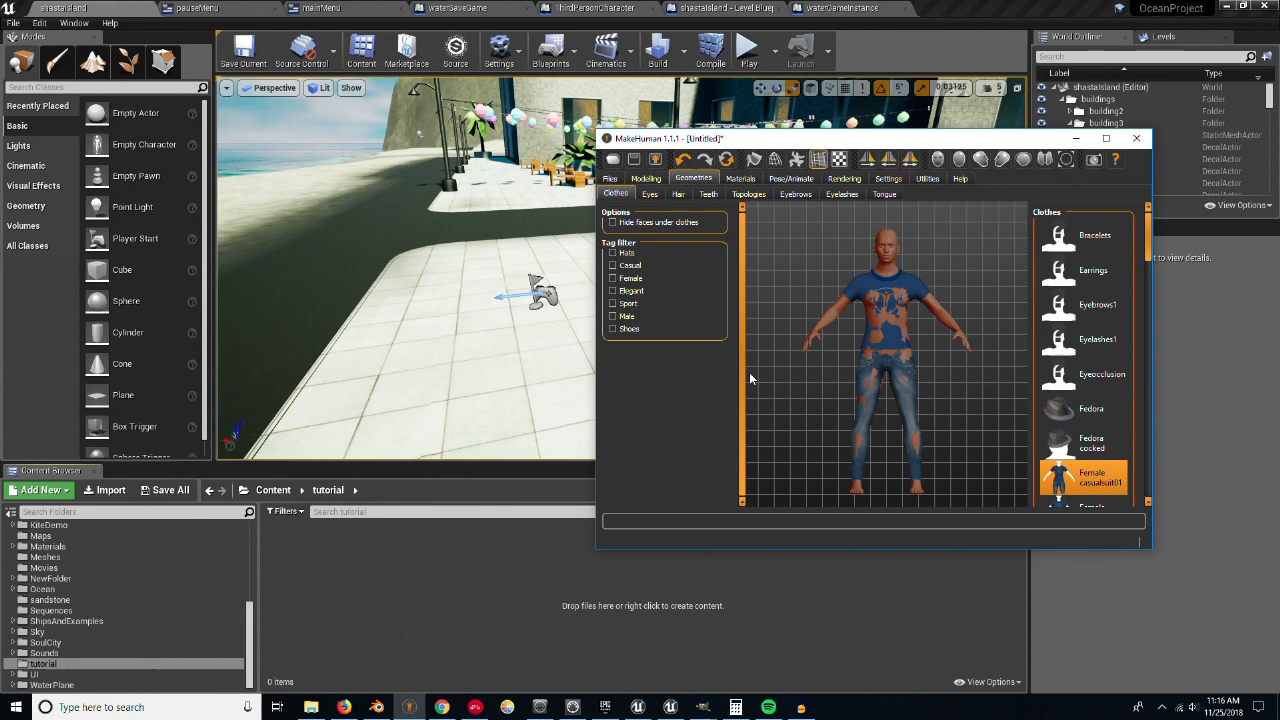 shastaIsland
pauseMenu
mainMenu
waterSaveGame
ThirdPersonCharacter
shastaIsland - Level Bluep
waterGameInstance
OceanProject
File
Edit
Window
Help
Modes
World Outliner
Levels
Search Classes
Save Current
Source Control
Content
Marketplace
Source
Settings
Blueprints
Cinematics
Build
Compile
Play
Launch
Search...
Label
Type
Recently Placed
Basic
Cinematic
Visual Effects
Geometry
Volumes
All Classes
Empty Actor
Empty Character
Empty Pawn
Point Light
Player Start
Cube
Sphere
Cylinder
Cone
Plane
Box Trigger
Perspective
Lit
Show
5°
0.03125
5
shastaIsland (Editor)
World
buildings
Folder
building2
Folder
building3
Folder
StaticMeshActor
DecalActor
DecalActor
DecalActor
DecalActor
DecalActor
View Options
to view details.
MakeHuman 1.1.1 - [Untitled]*
Files
Modelling
Geometries
Materials
Pose/Animate
Rendering
Settings
Utilities
Help
Clothes
Eyes
Hair
Teeth
Topologies
Eyebrows
Eyelashes
Tongue
Options
Hide faces under clothes
Tag filter
Hats
Casual
Female
Elegant
Sport
Male
Shoes
Clothes
Bracelets
Earrings
Eyebrows1
Eyelashes1
Eyeocclusion
Fedora
Fedora
cocked
Female
casualsuit01
Content Browser
Add New
Import
Save All
Content
tutorial
Search Folders
Filters
Search tutorial
KiteDemo
Maps
Materials
Meshes
Movies
NewFolder
Ocean
sandstone
Sequences
ShipsAndExamples
Sky
SoulCity
Sounds
tutorial
UI
WaterPlane
Drop files here or right click to create content.
0 items
View Options
Type here to search
11:16 AM
11/25/2018